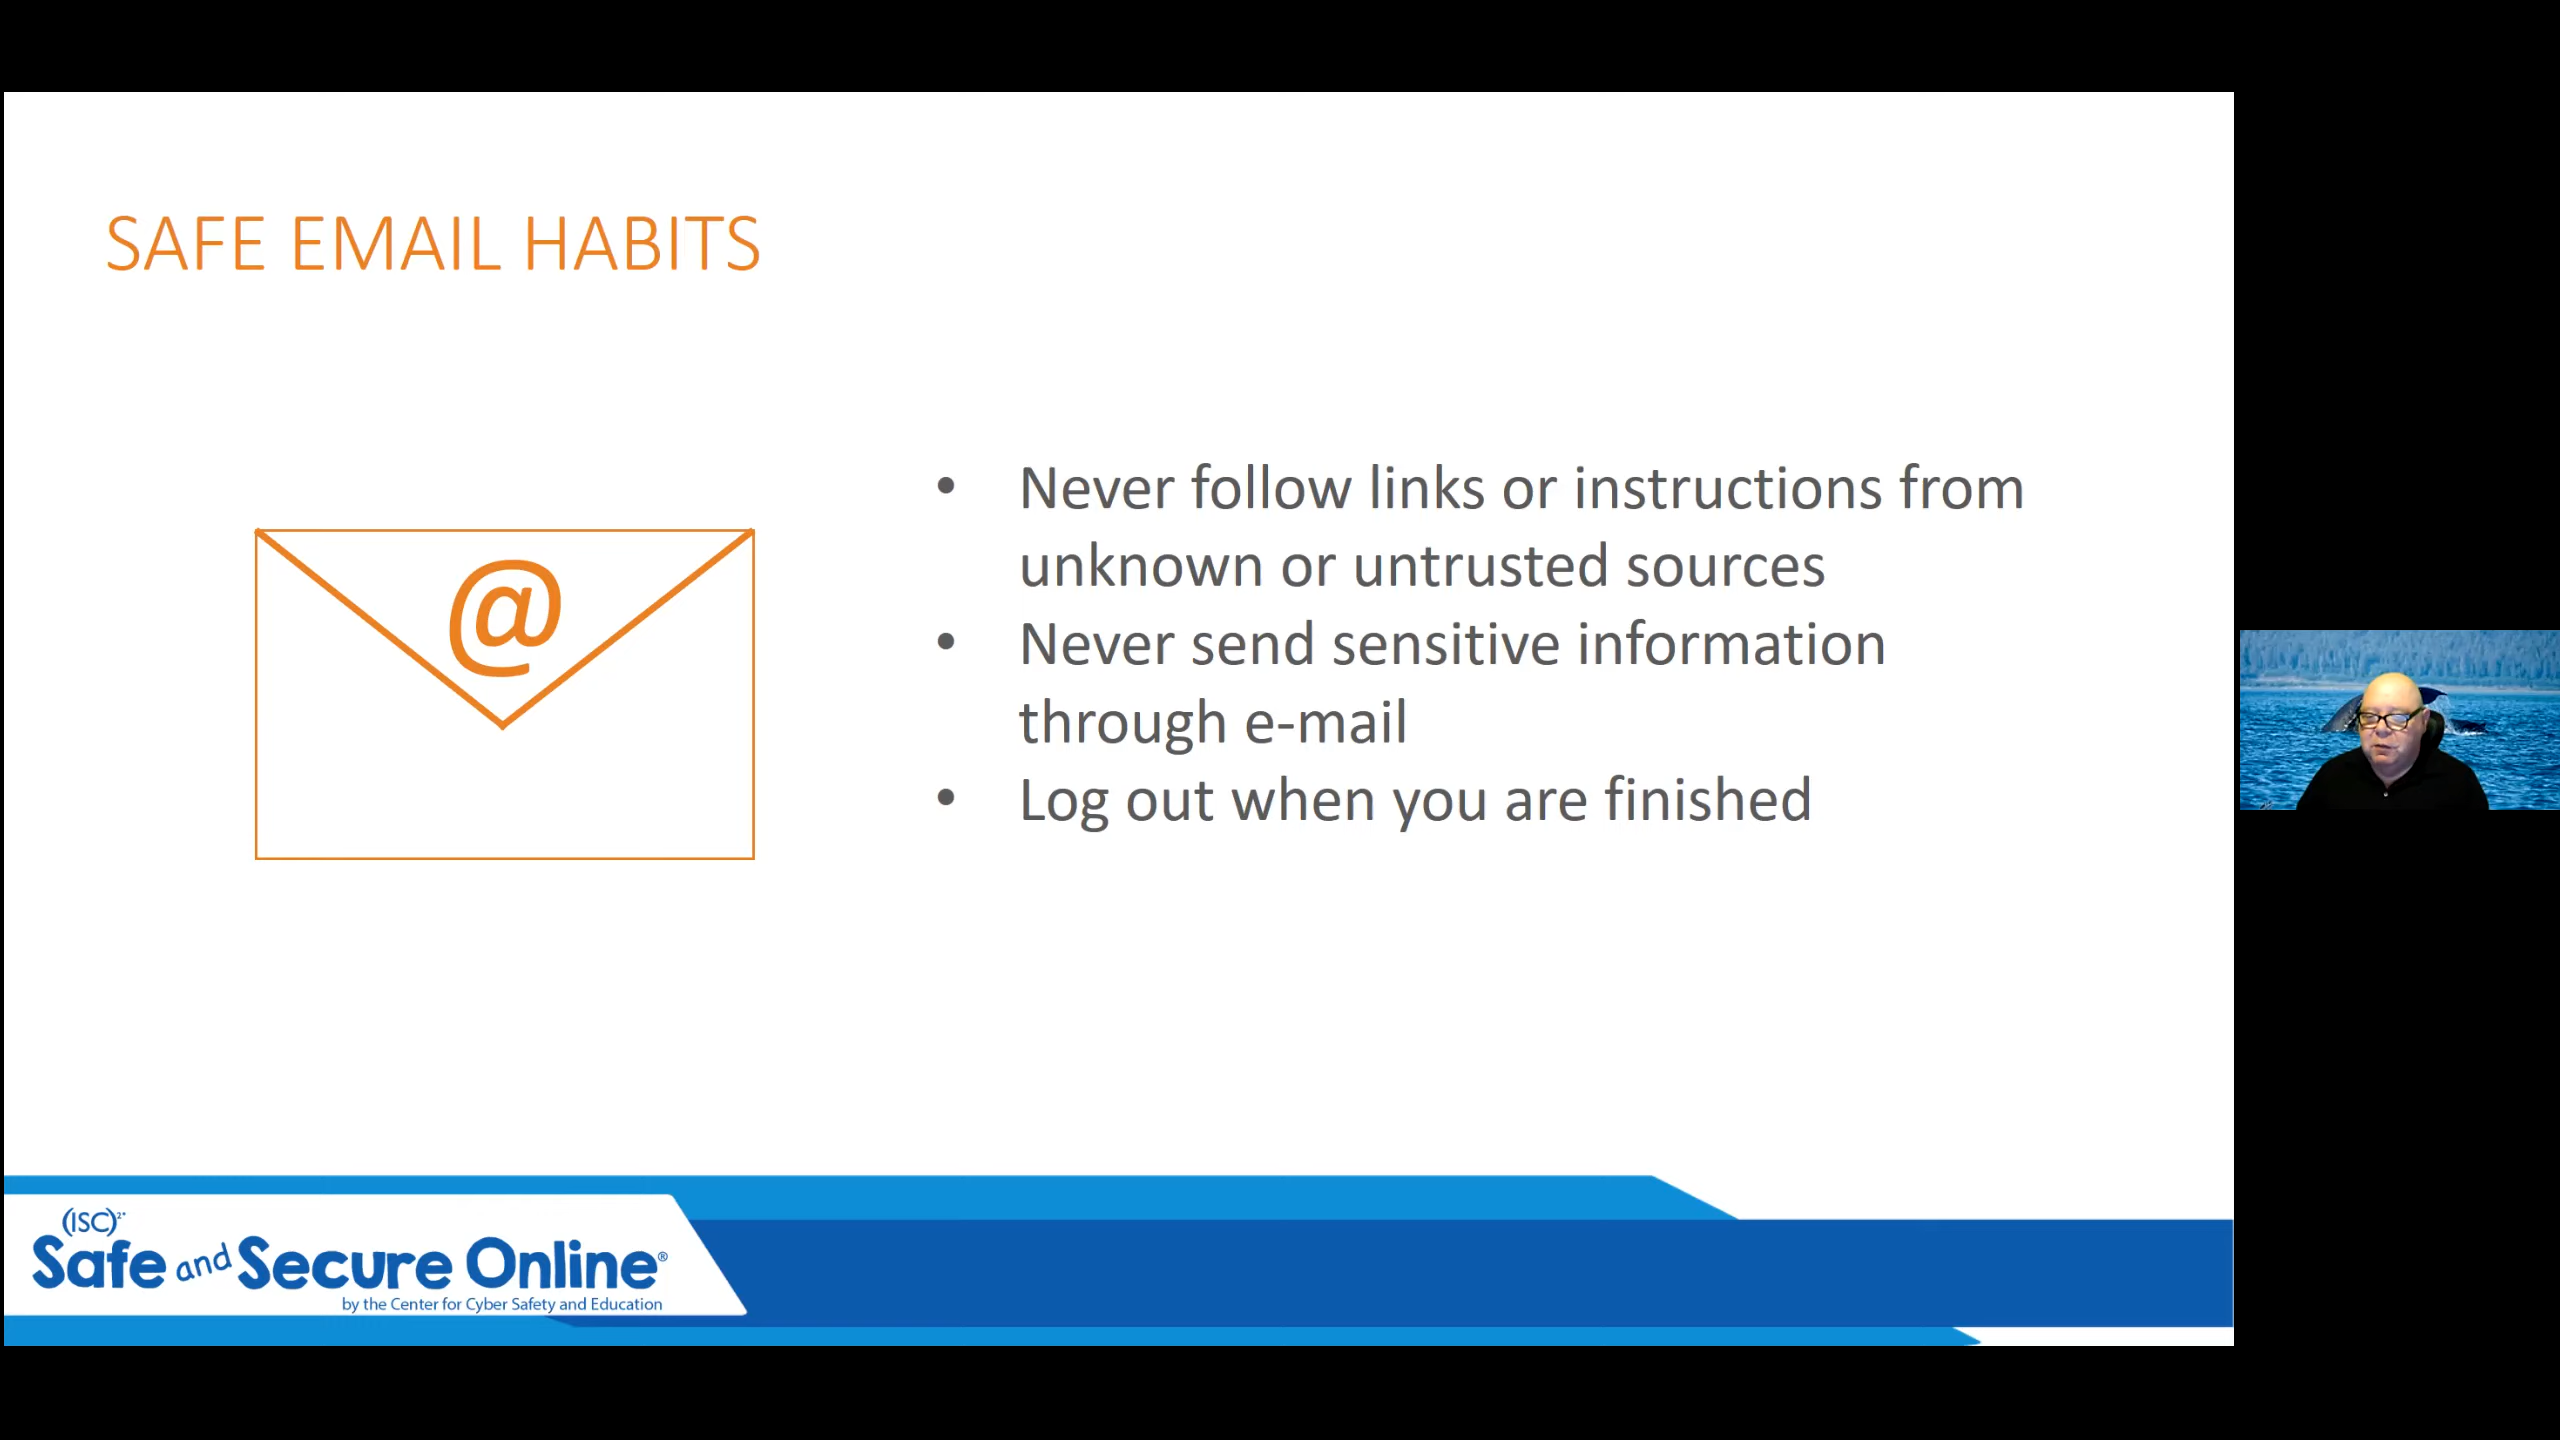 SAFE EMAIL HABITS
@
• Never follow links or instructions from
unknown or untrusted sources
• Never send sensitive information
through e-mail
• Log out when you are finished
(ISC)²®
Safe and Secure Online®
by the Center for Cyber Safety and Education